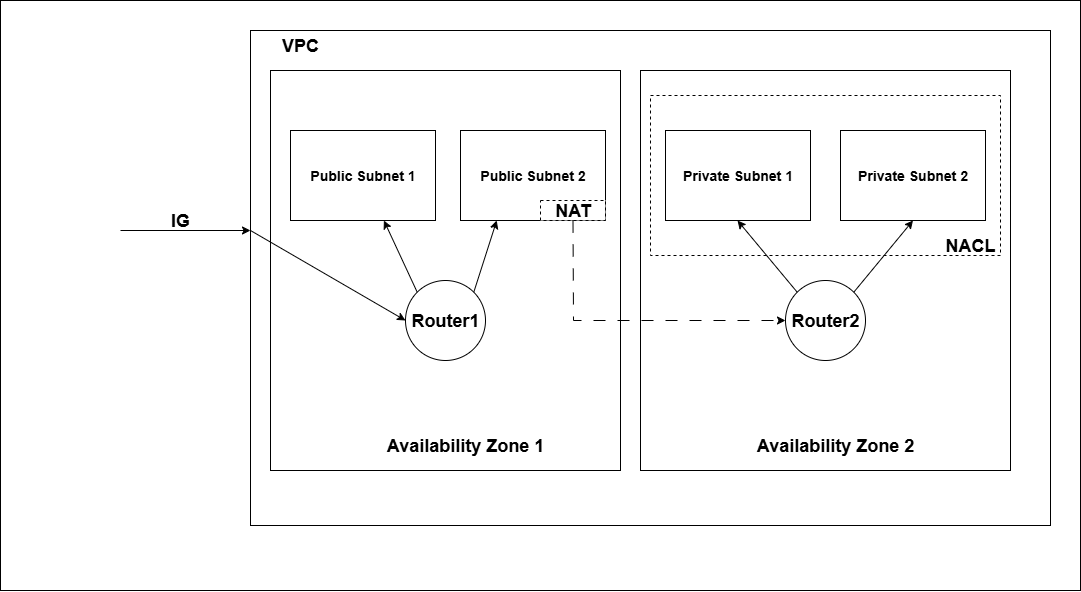 VPC
Public Subnet 1
Public Subnet 2
Private Subnet 1
Private Subnet 2
NAT
IG
NACL
Router1
Router2
Availability Zone 1
Availability Zone 2